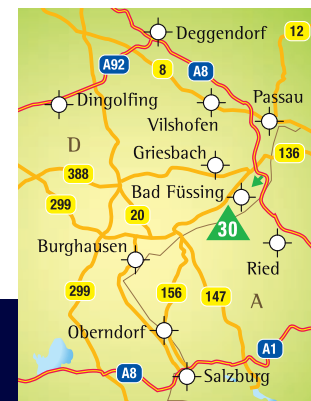 Deggendorf
12
A92
8
A8
Dingolfing
Passau
Vilshofen
D
Griesbach
136
388
Bad Füssing
299
20
30
Burghausen
Ried
299
156
147
A
Oberndorf
A1
A8
Salzburg